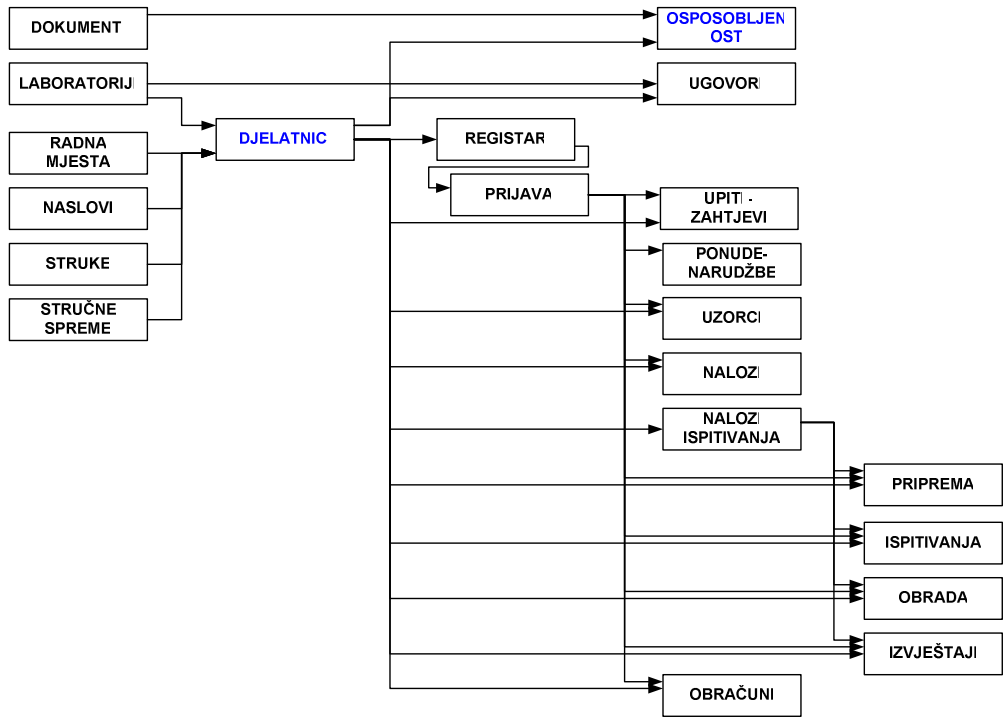 DOKUMENT
OSPOSOBLJEN
OST
LABORATORIJI
UGOVORI
DJELATNICI
REGISTAR
RADNA
MJESTA
PRIJAVA
NASLOVI
UPITI -
ZAHTJEVI
STRUKE
PONUDE-
NARUDŽBE
STRUČNE
SPREME
UZORCI
NALOZI
NALOZI
ISPITIVANJA
PRIPREMA
ISPITIVANJA
OBRADA
IZVJEŠTAJI
OBRAČUNI